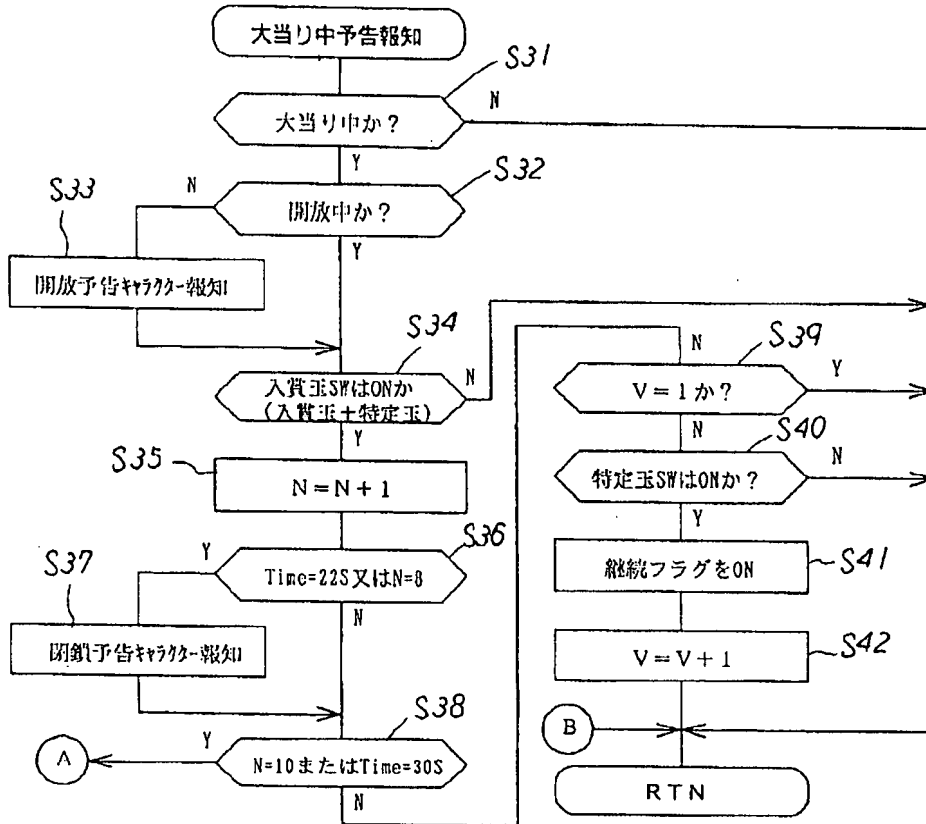 大当り中予告報知
S31
大当り中か?
N
Y
S32
開放中か?
N
Y
S33
開放予告キャラクター報知
S34
入賞玉SWはONか
(入賞玉+特定玉)
N
Y
S35
N=N+1
S36
Time=22S又はN=8
Y
N
S37
閉鎖予告キャラクター報知
S38
N=10またはTime=30S
Y
N
A
N
S39
V=1か?
Y
N
S40
特定玉SWはONか?
N
Y
S41
継続フラグをON
S42
V=V+1
B
RTN